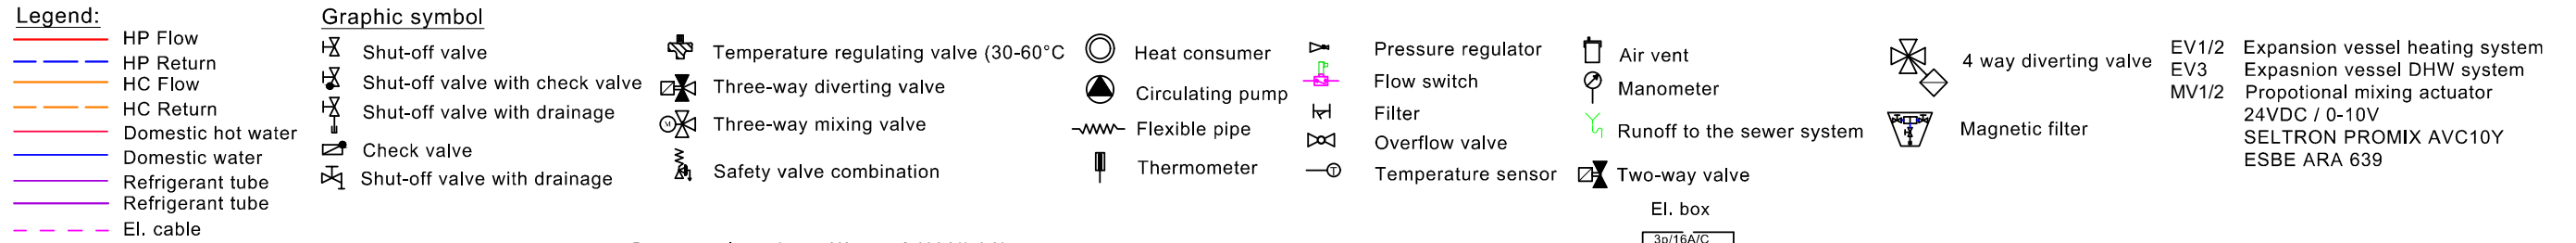 Legend:
HP Flow
HP Return
HC Flow
HC Return
Domestic hot water
Domestic water
Refrigerant tube
Refrigerant tube
El. cable
Graphic symbol
Shut-off valve
Shut-off valve with check valve
Shut-off valve with drainage
Check valve
Shut-off valve with drainage
Temperature regulating valve (30-60°C
Three-way diverting valve
M
Three-way mixing valve
Safety valve combination
Heat consumer
Circulating pump
Flexible pipe
Thermometer
Pressure regulator
Flow switch
Filter
Overflow valve
T
Temperature sensor
Air vent
Manometer
Runoff to the sewer system
Two-way valve
El. box
3p/16A/C
4 way diverting valve
Magnetic filter
EV1/2 Expansion vessel heating system
EV3 Expasnion vessel DHW system
MV1/2 Propotional mixing actuator
24VDC / 0-10V
SELTRON PROMIX AVC10Y
ESBE ARA 639